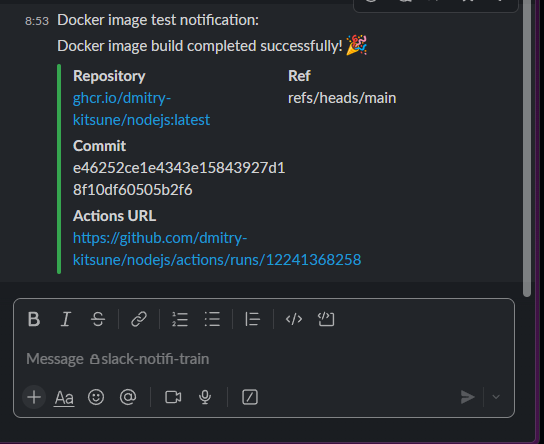 8:53 Docker image test notification:
Docker image build completed successfully! 🎉
Repository Ref
ghcr.io/dmitry- refs/heads/main
kitsune/nodejs:latest
Commit
e46252ce1e4343e15843927d1
8f10df60505b2f6
Actions URL
https://github.com/dmitry-
kitsune/nodejs/actions/runs/12241368258
B I S
Message slack-notifi-train
Aa